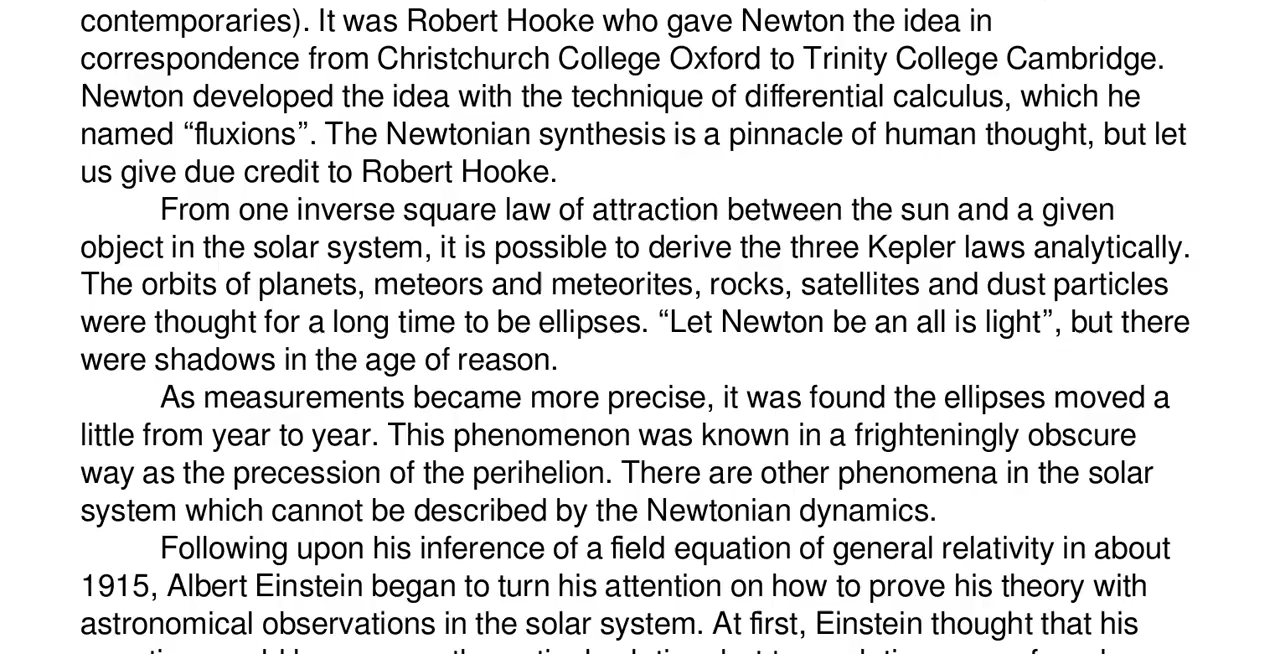 contemporaries). It was Robert Hooke who gave Newton the idea in
correspondence from Christchurch College Oxford to Trinity College Cambridge.
Newton developed the idea with the technique of differential calculus, which he
named “fluxions”. The Newtonian synthesis is a pinnacle of human thought, but let
us give due credit to Robert Hooke.
From one inverse square law of attraction between the sun and a given
object in the solar system, it is possible to derive the three Kepler laws analytically.
The orbits of planets, meteors and meteorites, rocks, satellites and dust particles
were thought for a long time to be ellipses. “Let Newton be an all is light”, but there
were shadows in the age of reason.
As measurements became more precise, it was found the ellipses moved a
little from year to year. This phenomenon was known in a frighteningly obscure
way as the precession of the perihelion. There are other phenomena in the solar
system which cannot be described by the Newtonian dynamics.
Following upon his inference of a field equation of general relativity in about
1915, Albert Einstein began to turn his attention on how to prove his theory with
astronomical observations in the solar system. At first, Einstein thought that his